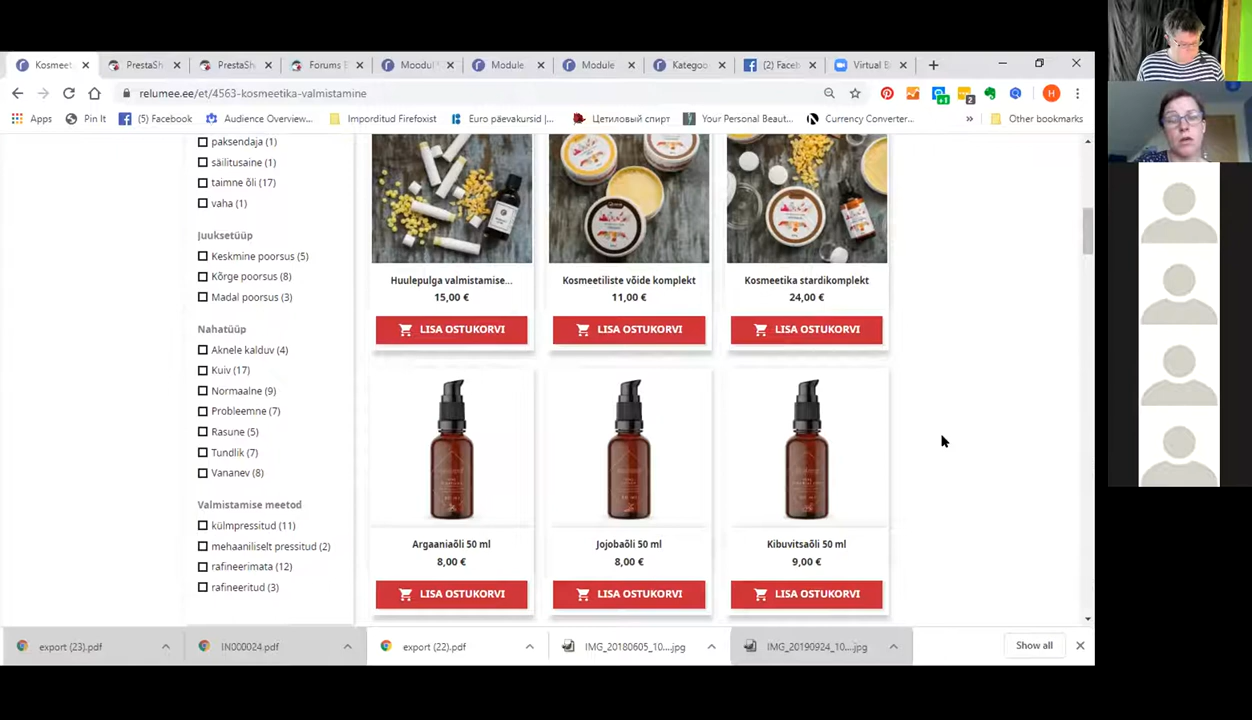 Kosmeet
PrestaSh
PrestaSh
Forums E
Moodul
Module
Module
Kategoo
(2) Faceb
Virtual B
relumee.ee/et/4563-kosmeetika-valmistamine
+1
2
H
Apps
Pin It
(5) Facebook
Audience Overview...
Imporditud Firefoxist
Euro päevakursid |...
Цетиловый спирт
Your Personal Beau...
Currency Converter...
»
Other bookmarks
paksendaja (1)
säilitusaine (1)
taimne õli (17)
vaha (1)
Juuksetüüp
Keskmine poorsus (5)
Kõrge poorsus (8)
Madal poorsus (3)
Nahatüüp
Aknele kalduv (4)
Kuiv (17)
Normaalne (9)
Probleemne (7)
Rasune (5)
Tundlik (7)
Vananev (8)
Valmistamise meetod
külmpressitud (11)
mehaaniliselt pressitud (2)
rafineerimata (12)
rafineeritud (3)
Huulepulga valmistamise...
15,00 €
LISA OSTUKORVI
Kosmeetiliste võide komplekt
11,00 €
LISA OSTUKORVI
Kosmeetika stardikomplekt
24,00 €
LISA OSTUKORVI
Argaaniaõli 50 ml
8,00 €
LISA OSTUKORVI
Jojobaõli 50 ml
8,00 €
LISA OSTUKORVI
Kibuvitsaõli 50 ml
9,00 €
LISA OSTUKORVI
export (23).pdf
IN000024.pdf
export (22).pdf
IMG_20180605_10....jpg
IMG_20190924_10....jpg
Show all